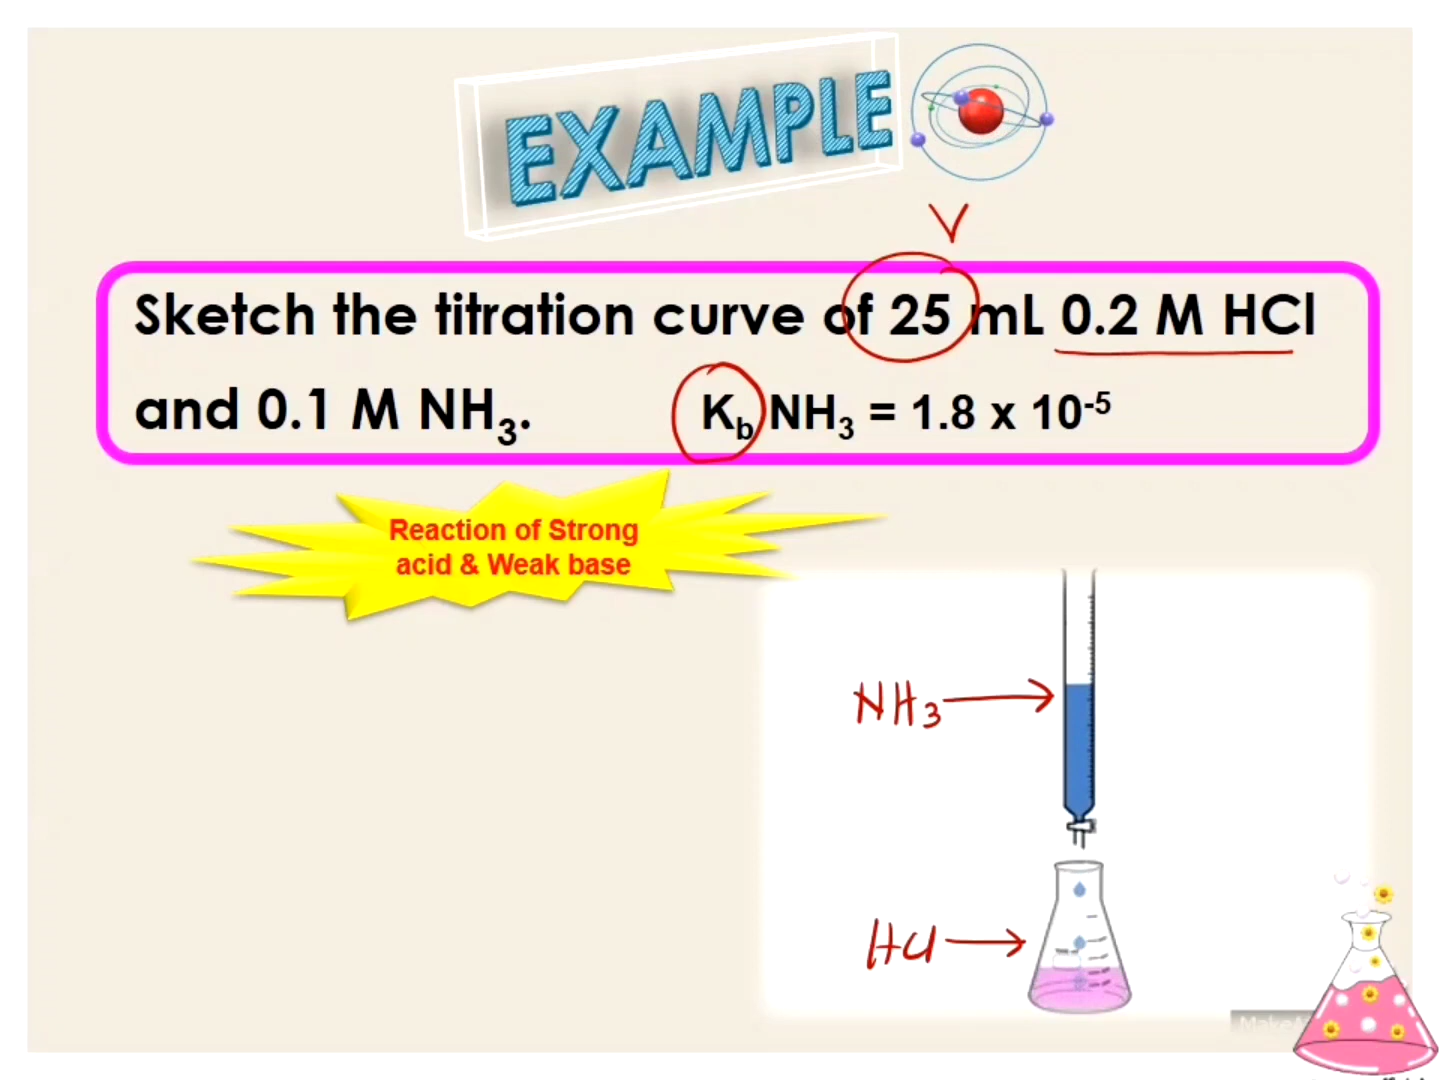 EXAMPLE
V
Sketch the titration curve of 25 mL 0.2 M HCl
and 0.1 M NH₃. K_b NH₃ = 1.8 x 10⁻⁵
Reaction of Strong
acid & Weak base
NH₃
HCl